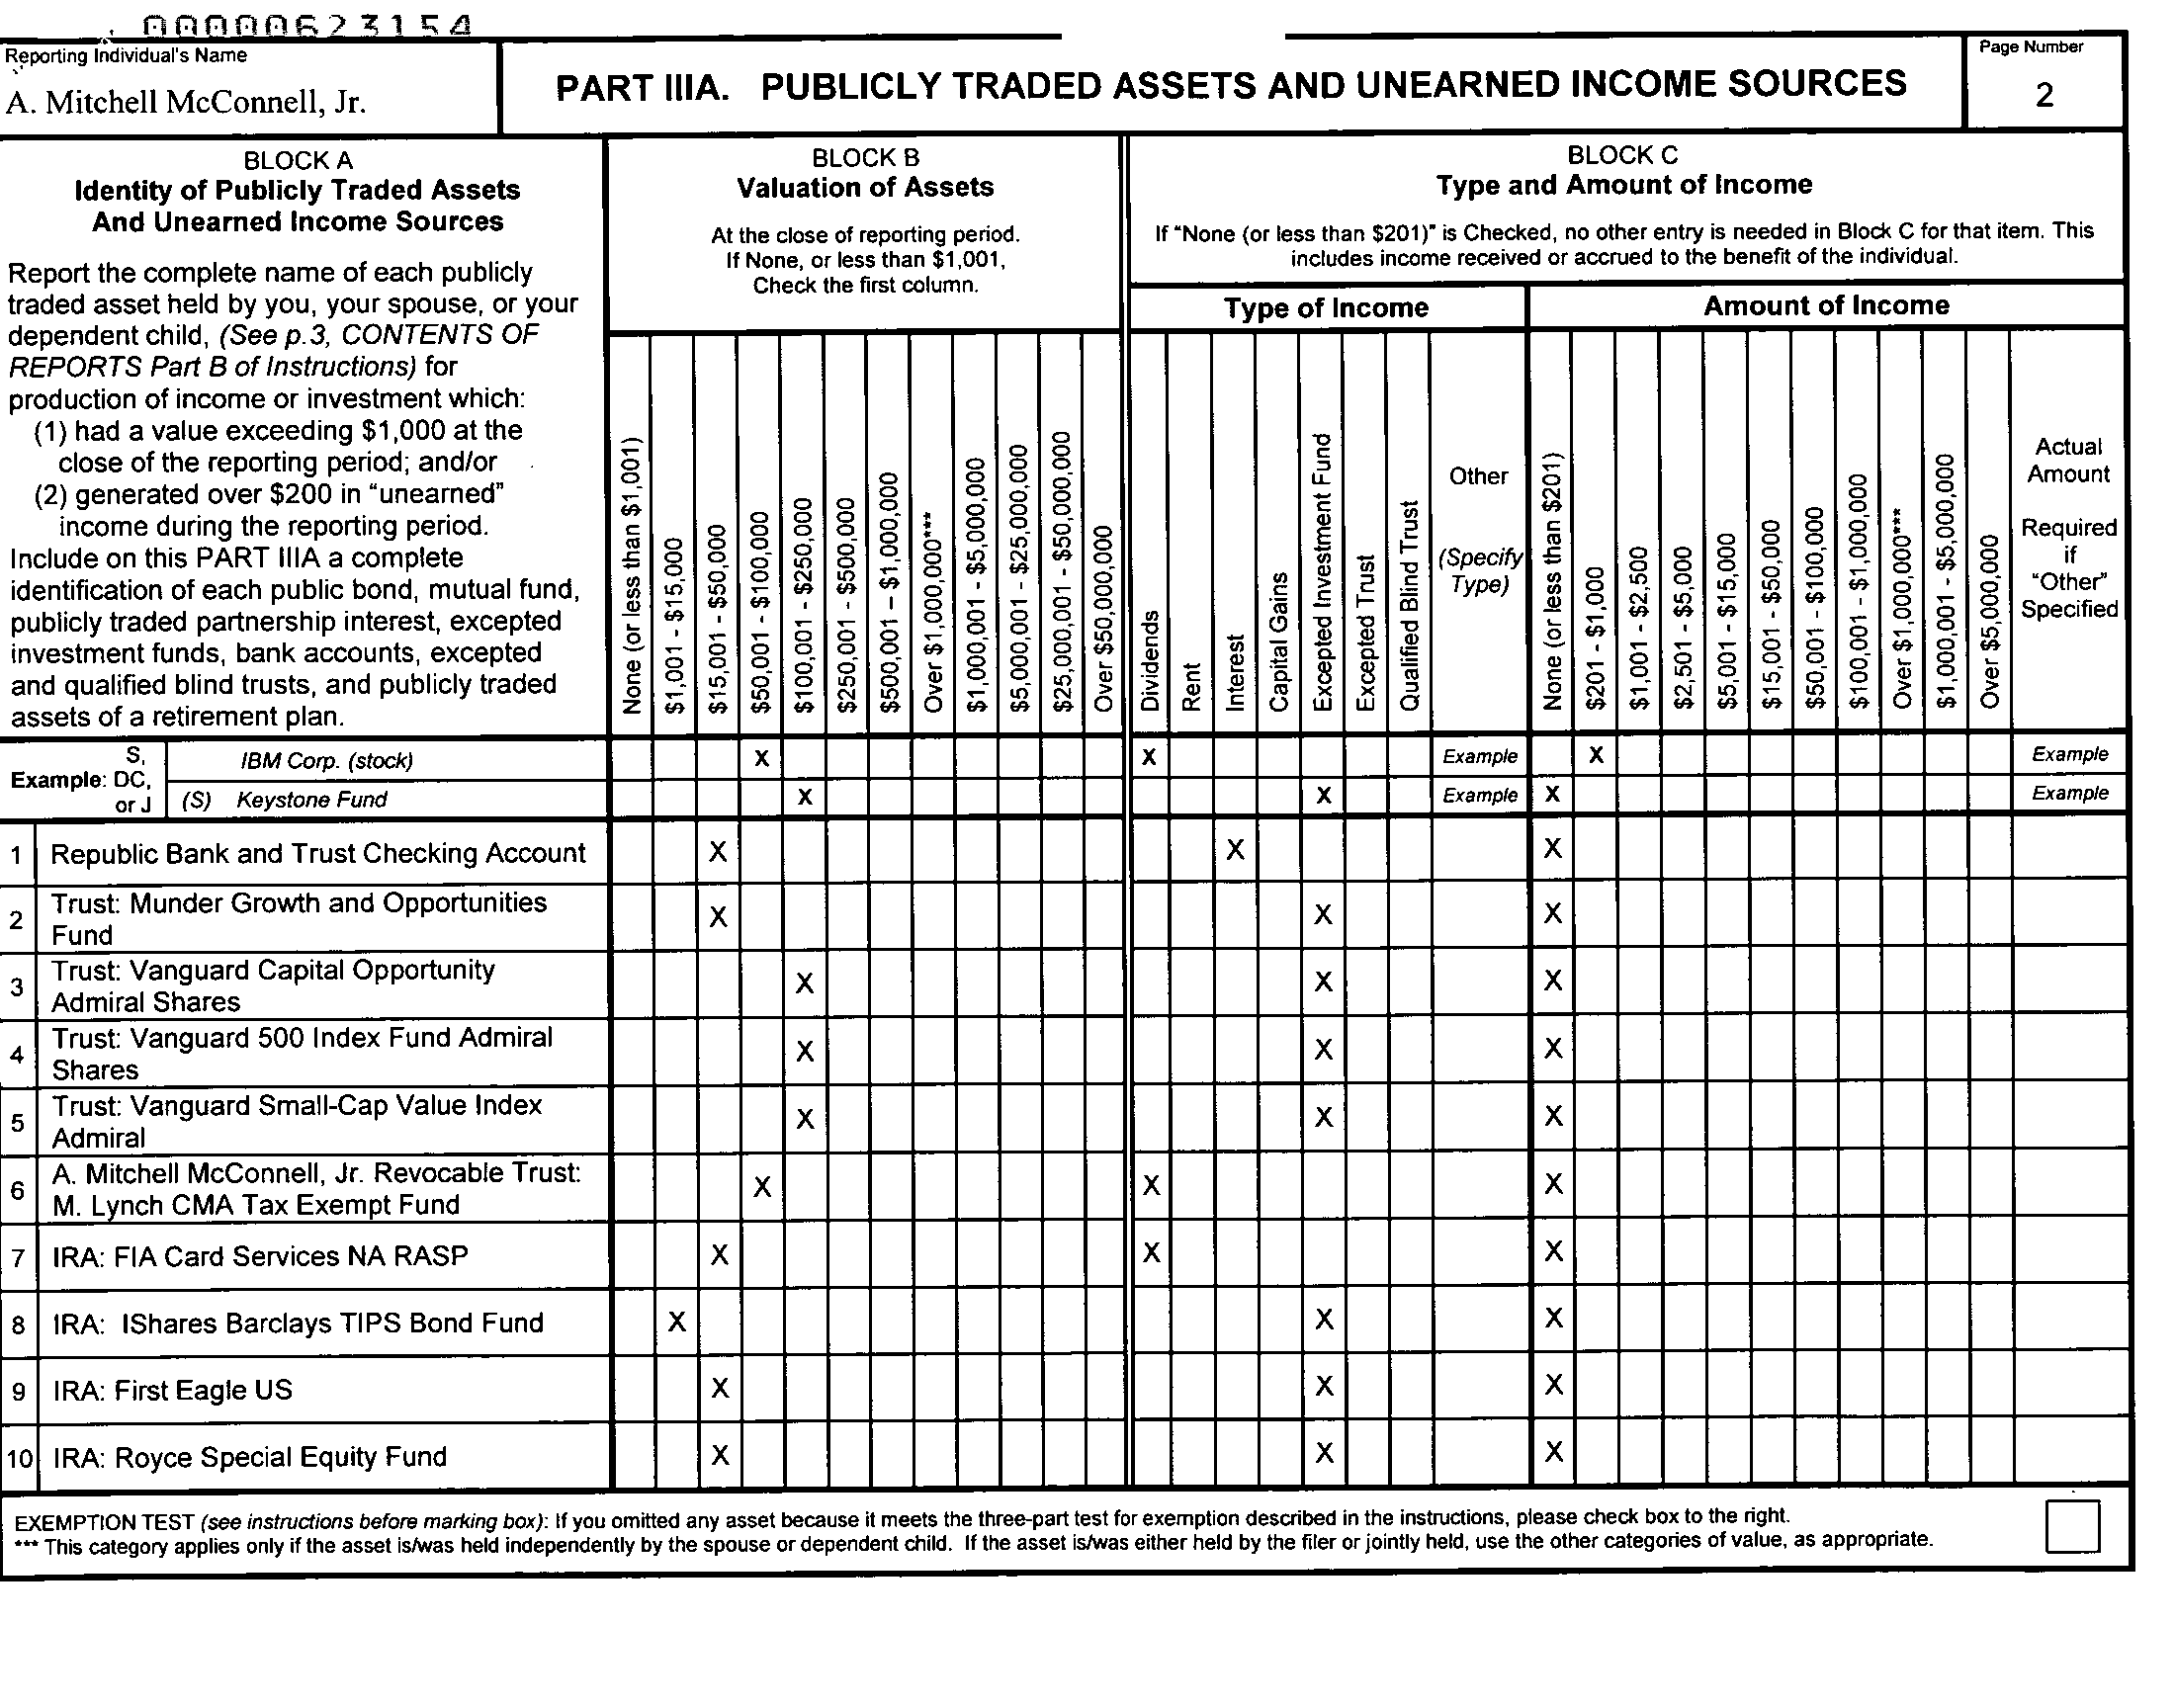 00000623154
Reporting Individual's Name
A. Mitchell McConnell, Jr.
PART IIIA. PUBLICLY TRADED ASSETS AND UNEARNED INCOME SOURCES
Page Number
2
BLOCK A
Identity of Publicly Traded Assets
And Unearned Income Sources
Report the complete name of each publicly
traded asset held by you, your spouse, or your
dependent child, (See p.3, CONTENTS OF
REPORTS Part B of Instructions) for
production of income or investment which:
(1) had a value exceeding $1,000 at the
close of the reporting period; and/or
(2) generated over $200 in "unearned"
income during the reporting period.
Include on this PART IIIA a complete
identification of each public bond, mutual fund,
publicly traded partnership interest, excepted
investment funds, bank accounts, excepted
and qualified blind trusts, and publicly traded
assets of a retirement plan.
BLOCK B
Valuation of Assets
At the close of reporting period.
If None, or less than $1,001,
Check the first column.
None (or less than $1,001)
$1,001 - $15,000
$15,001 - $50,000
$50,001 - $100,000
$100,001 - $250,000
$250,001 - $500,000
$500,001 – $1,000,000
Over $1,000,000***
$1,000,001 - $5,000,000
$5,000,001 - $25,000,000
$25,000,001 - $50,000,000
Over $50,000,000
BLOCK C
Type and Amount of Income
If "None (or less than $201)" is Checked, no other entry is needed in Block C for that item. This
includes income received or accrued to the benefit of the individual.
Type of Income
Dividends
Rent
Interest
Capital Gains
Excepted Investment Fund
Excepted Trust
Qualified Blind Trust
Other
(Specify
Type)
Amount of Income
None (or less than $201)
$201 - $1,000
$1,001 - $2,500
$2,501 - $5,000
$5,001 - $15,000
$15,001 - $50,000
$50,001 - $100,000
$100,001 - $1,000,000
Over $1,000,000***
$1,000,001 - $5,000,000
Over $5,000,000
Actual
Amount
Required
if
"Other"
Specified
Example: S, DC, or J
IBM Corp. (stock) X X Example X Example
(S) Keystone Fund X X Example X Example
1 Republic Bank and Trust Checking Account X X X
2 Trust: Munder Growth and Opportunities
Fund X X X
3 Trust: Vanguard Capital Opportunity
Admiral Shares X X X
4 Trust: Vanguard 500 Index Fund Admiral
Shares X X X
5 Trust: Vanguard Small-Cap Value Index
Admiral X X X
6 A. Mitchell McConnell, Jr. Revocable Trust:
M. Lynch CMA Tax Exempt Fund X X X
7 IRA: FIA Card Services NA RASP X X X
8 IRA: IShares Barclays TIPS Bond Fund X X X
9 IRA: First Eagle US X X X
10 IRA: Royce Special Equity Fund X X X
EXEMPTION TEST (see instructions before marking box): If you omitted any asset because it meets the three-part test for exemption described in the instructions, please check box to the right.
*** This category applies only if the asset is/was held independently by the spouse or dependent child. If the asset is/was either held by the filer or jointly held, use the other categories of value, as appropriate.